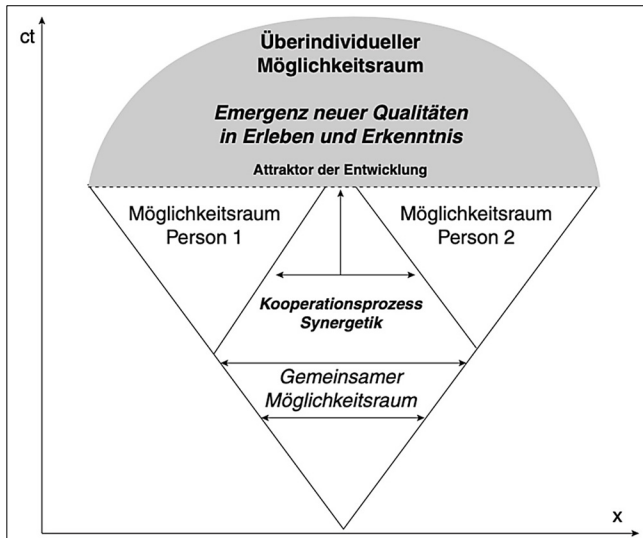 ct
Überindividueller
Möglichkeitsraum
Emergenz neuer Qualitäten
in Erleben und Erkenntnis
Attraktor der Entwicklung
Möglichkeitsraum
Person 1
Möglichkeitsraum
Person 2
Kooperationsprozess
Synergetik
Gemeinsamer
Möglichkeitsraum
x